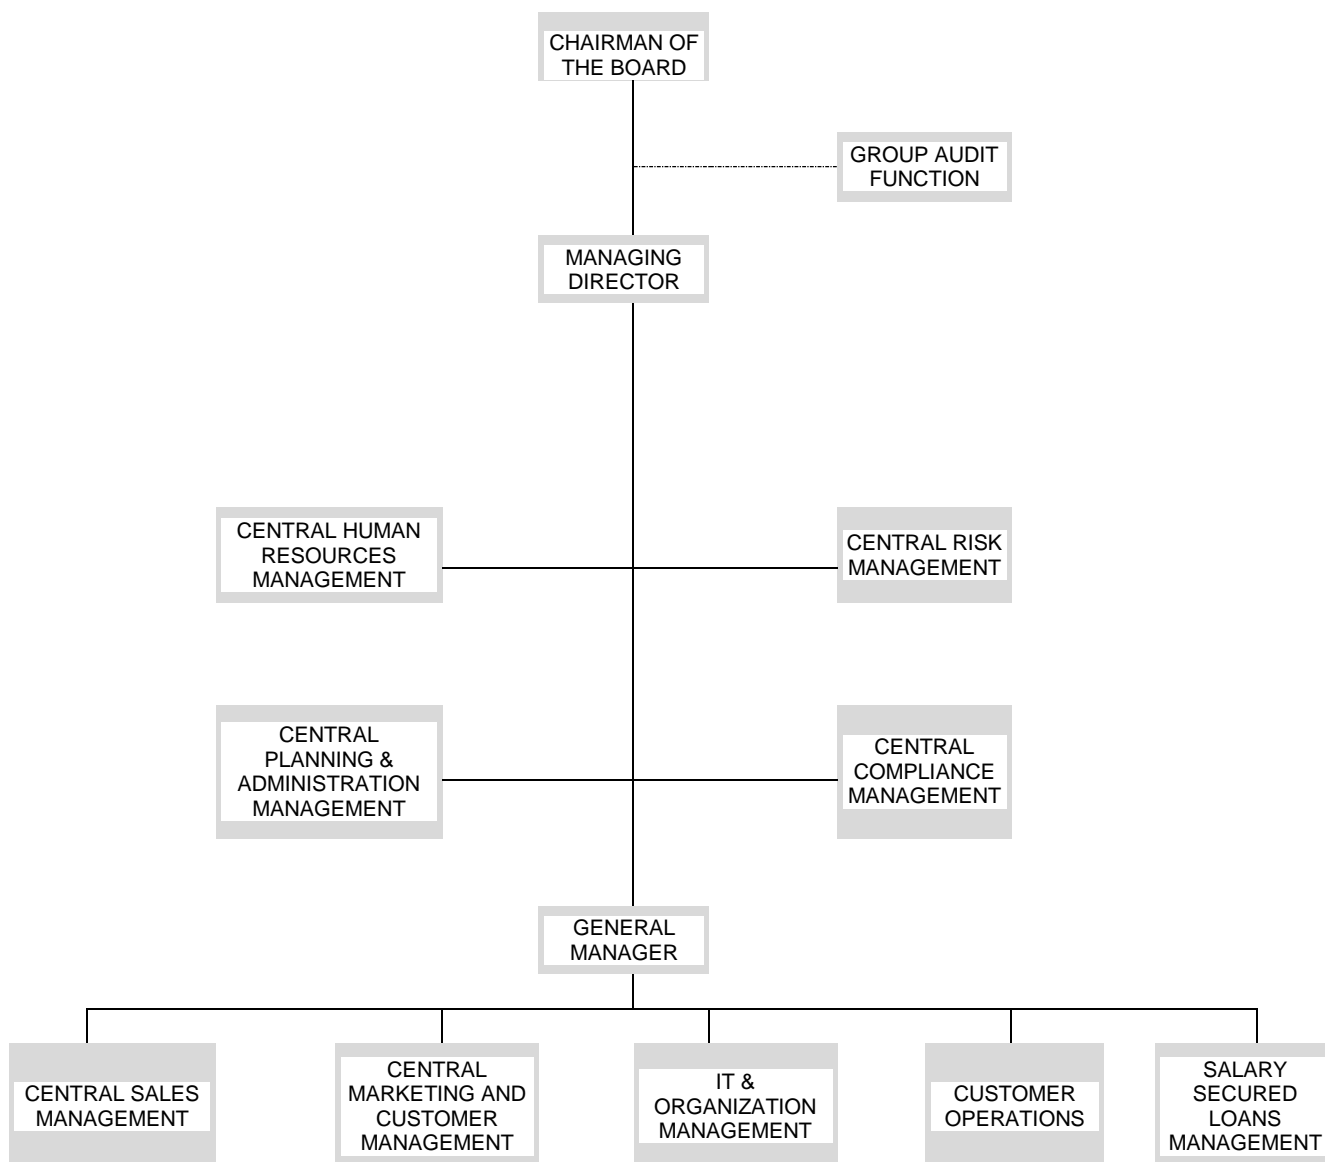 CHAIRMAN OF
THE BOARD
GROUP AUDIT
FUNCTION
MANAGING
DIRECTOR
CENTRAL HUMAN
RESOURCES
MANAGEMENT
CENTRAL RISK
MANAGEMENT
CENTRAL
PLANNING &
ADMINISTRATION
MANAGEMENT
CENTRAL
COMPLIANCE
MANAGEMENT
GENERAL
MANAGER
CENTRAL SALES
MANAGEMENT
CENTRAL
MARKETING AND
CUSTOMER
MANAGEMENT
IT &
ORGANIZATION
MANAGEMENT
CUSTOMER
OPERATIONS
SALARY
SECURED
LOANS
MANAGEMENT